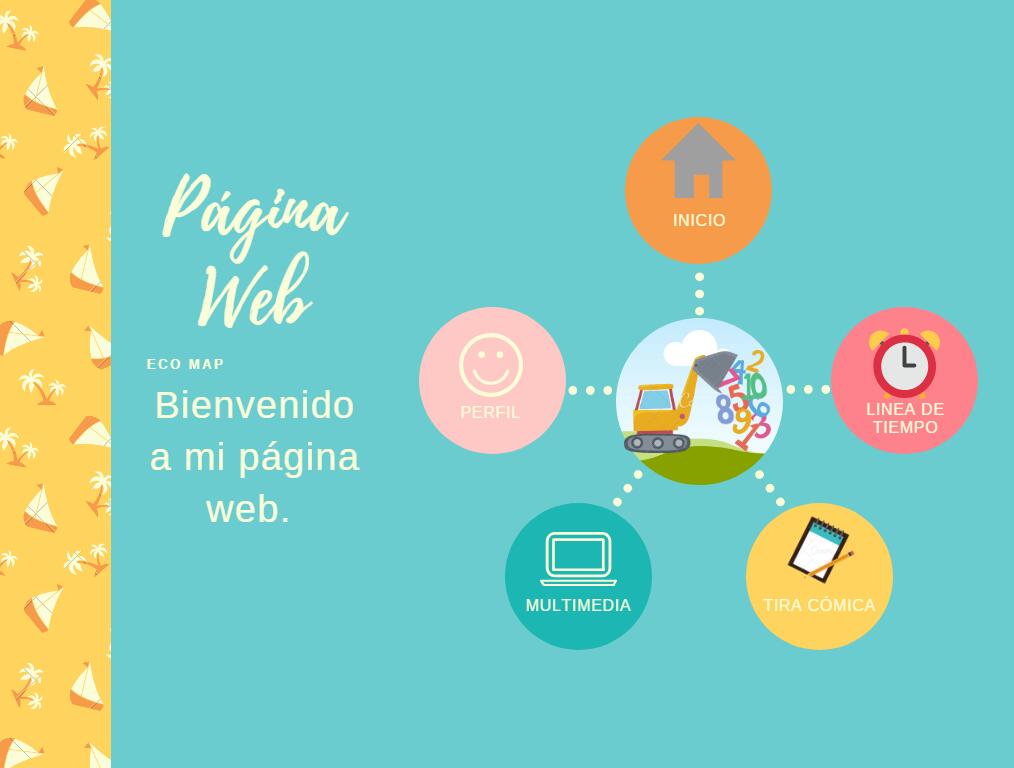 Página
Web
ECO MAP
Bienvenido
a mi página
web.
INICIO
PERFIL
LINEA DE
TIEMPO
MULTIMEDIA
TIRA CÓMICA